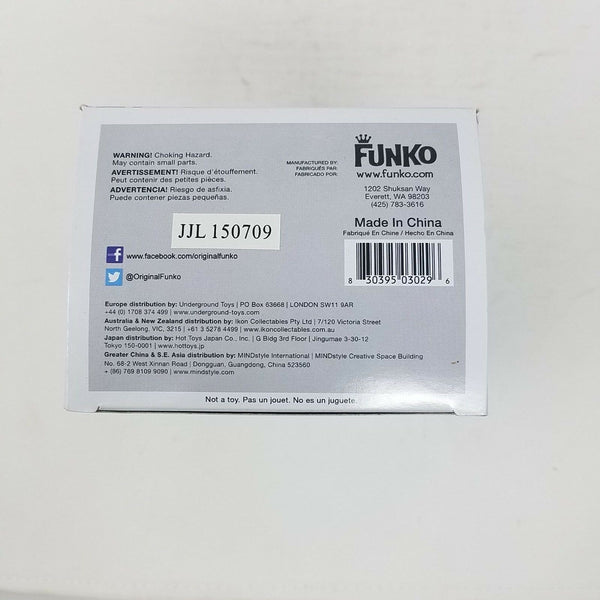 WARNING! Choking Hazard.
May contain small parts.
AVERTISSEMENT! Risque d'étouffement.
Peut contenir des petites pièces.
ADVERTENCIA! Riesgo de asfixia.
Puede contener piezas pequeñas.
MANUFACTURED BY:
FABRIQUÉS PAR:
FABRICADO POR:
FUNKO
www.funko.com
1202 Shuksan Way
Everett, WA 98203
(425) 783-3616
Made In China
Fabriqué En Chine / Hecho En China
8 30395 03029 6
JJL 150709
f www.facebook.com/originalfunko
@OriginalFunko
Europe distribution by: Underground Toys | PO Box 63668 | LONDON SW11 9AR
+44 (0) 1708 374 499 | www.underground-toys.com
Australia & New Zealand distribution by: Ikon Collectables Pty Ltd | 7/120 Victoria Street
North Geelong, VIC, 3215 | +61 3 5278 4499 | www.ikoncollectables.com.au
Japan distribution by: Hot Toys Japan Co., Inc. | G Bldg 3rd Floor | Jingumae 3-30-12
Tokyo 150-0001 | www.hottoys.jp
Greater China & S.E. Asia distribution by: MINDstyle International | MINDstyle Creative Space Building
No. 68-2 West Xinnan Road | Dongguan, Guangdong, China 523560
+ (86) 769 8109 9090 | www.mindstyle.com
Not a toy. Pas un jouet. No es un juguete.